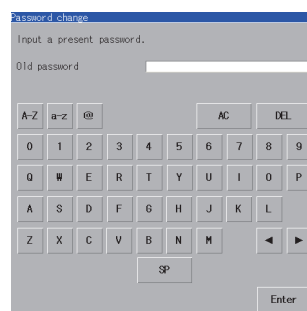 Password change
Input a present password.
Old password
A-Z a-z @ AC DEL
0 1 2 3 4 5 6 7 8 9
Q W E R T Y U I O P
A S D F G H J K L
Z X C V B N M ◀ ▶
SP
Enter